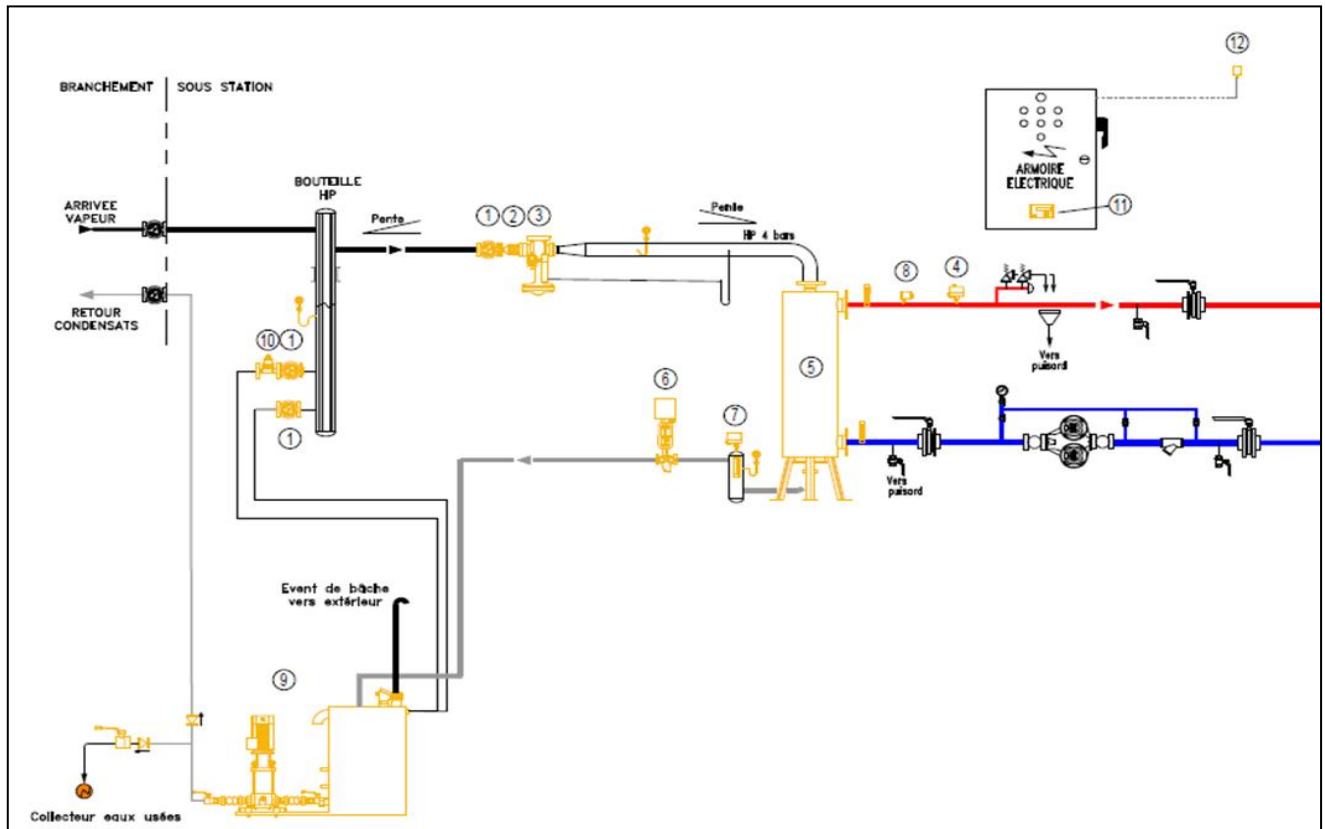 BRANCHEMENT
SOUS STATION
12
BOUTEILLE
HP
ARRIVEE
VAPEUR
Pente
1 2 3
Pente
HP 4 bars
ARMOIRE
ELECTRIQUE
11
8
4
RETOUR
CONDENSATS
10 1
Vers
puisard
5
6
7
1
Vers
puisard
Event de bâche
vers extérieur
9
Collecteur eaux usées